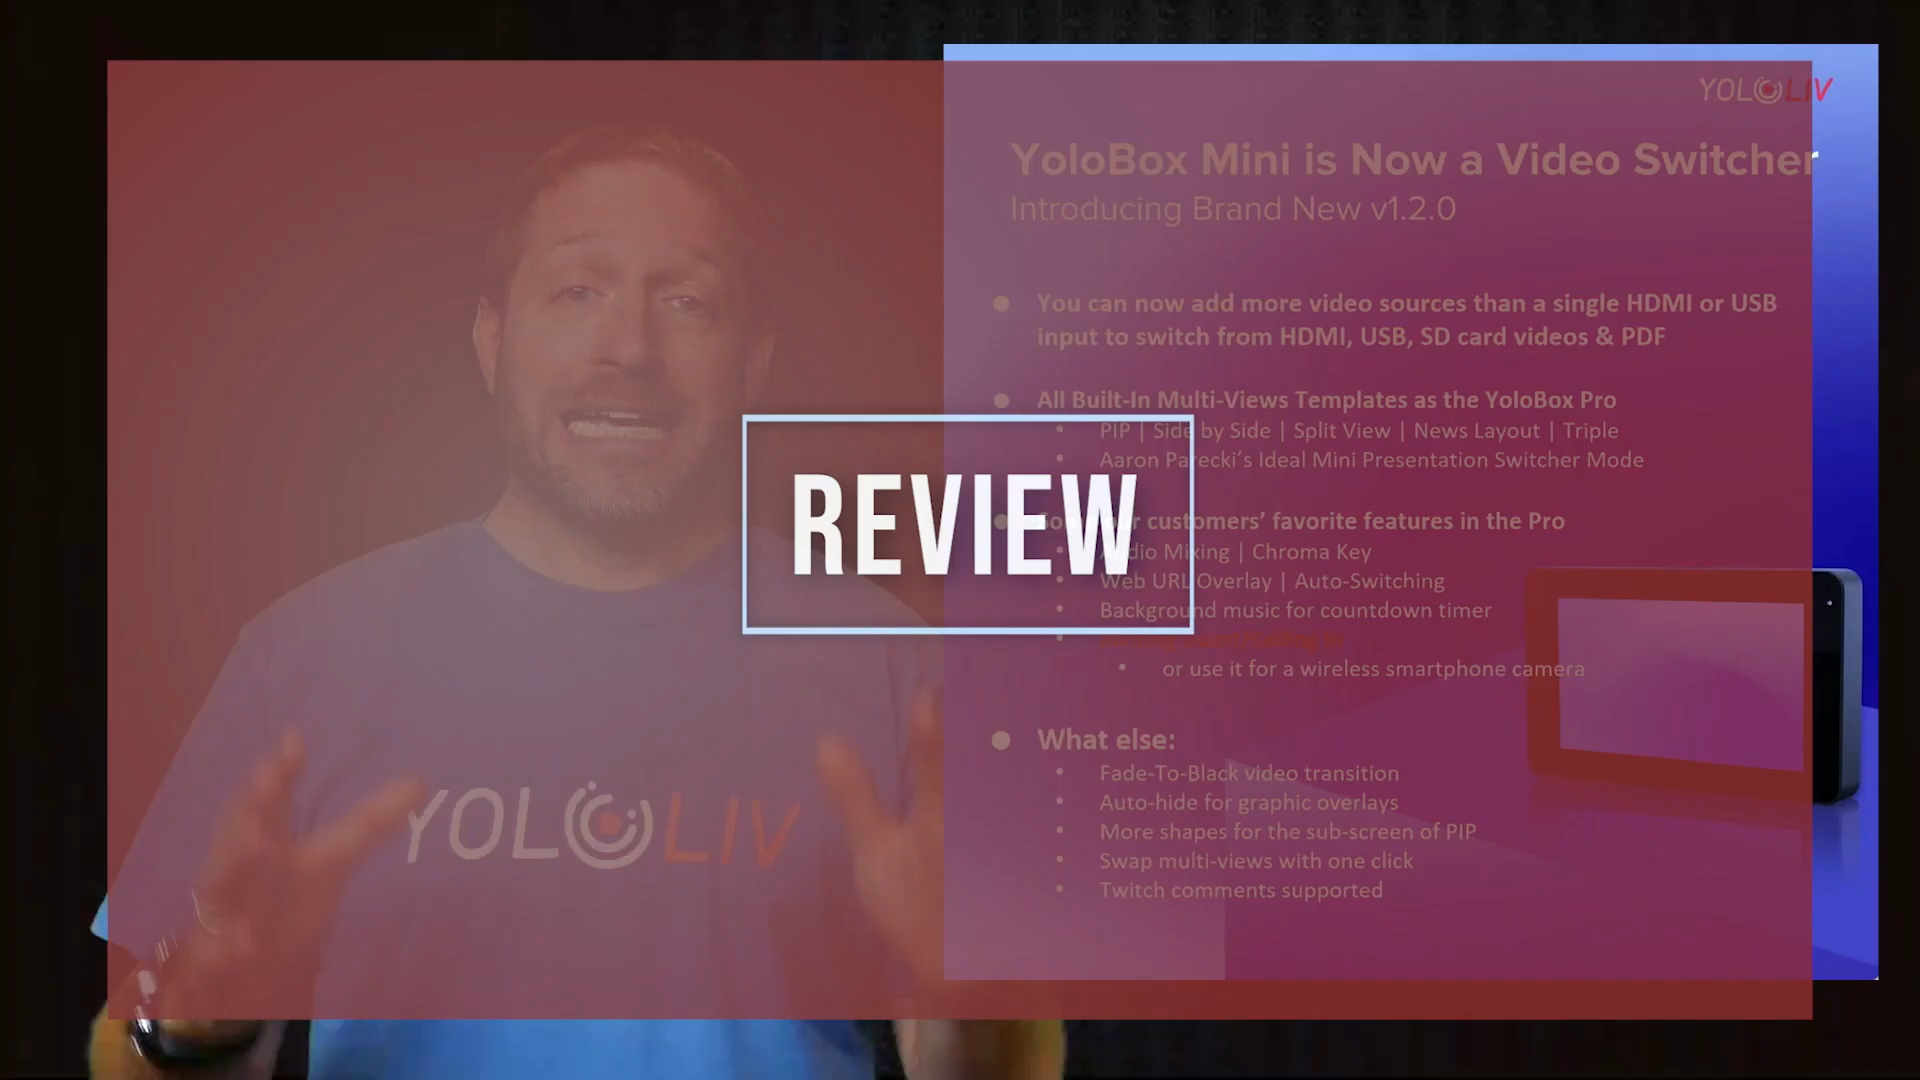 YOLOLIV
YoloBox Mini is Now a Video Switcher
Introducing Brand New v1.2.0
You can now add more video sources than a single HDMI or USB
input to switch from HDMI, USB, SD card videos & PDF
All Built-In Multi-Views Templates as the YoloBox Pro
PIP | Side by Side | Split View | News Layout | Triple
Aaron Parecki's Ideal Mini Presentation Switcher Mode
REVIEW
customers' favorite features in the Pro
Audio Mixing | Chroma Key
Web URL Overlay | Auto-Switching
Background music for countdown timer
or use it for a wireless smartphone camera
What else:
Fade-To-Black video transition
Auto-hide for graphic overlays
More shapes for the sub-screen of PIP
Swap multi-views with one click
Twitch comments supported
YOLOLIV